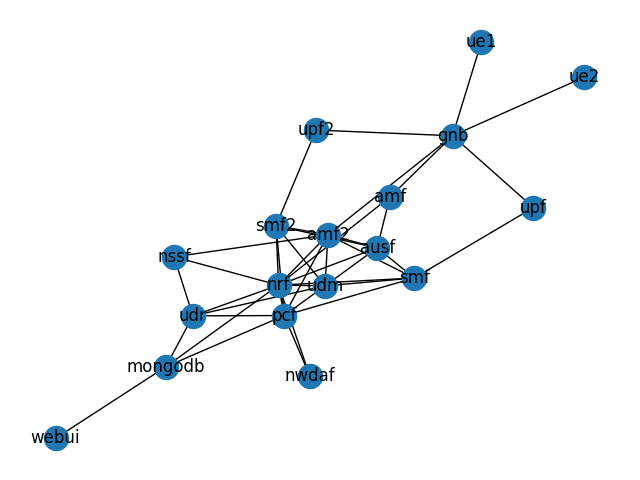 ue1
ue2
upf2
gnb
amf
upf
smf2
amf2
ausf
nssf
smf
nrf
udm
udr
pcf
mongodb
nwdaf
webui